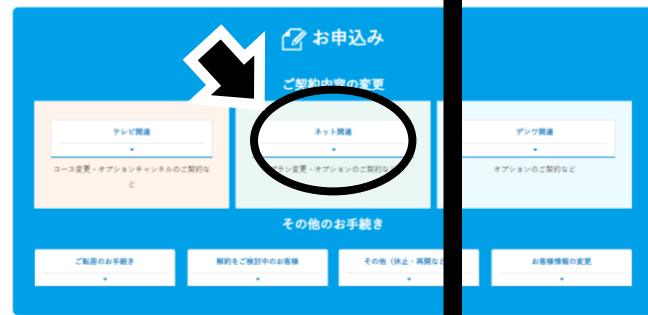 お申込み
ご契約内容の変更
テレビ関連
ネット関連
デンワ関連
コース変更・オプションチャンネルのご契約な
ど
プラン変更・オプションのご契約な
オプションのご契約など
その他のお手続き
ご転居のお手続き
解約をご検討中のお客様
その他（休止・再開な
お客様情報の変更